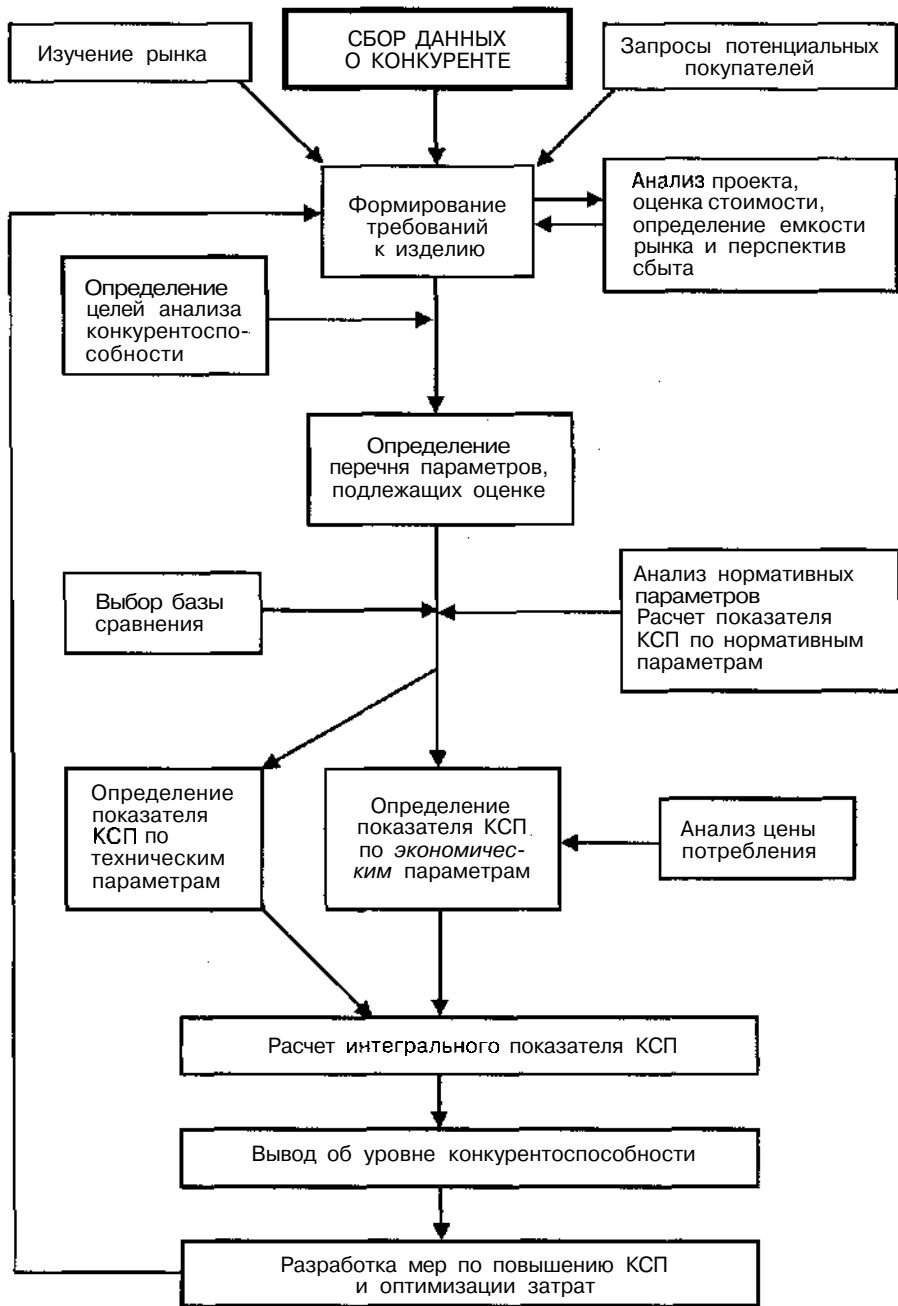 Изучение рынка
СБОР ДАННЫХ
О КОНКУРЕНТЕ
Запросы потенциальных
покупателей
Формирование
требований
к изделию
Анализ проекта,
оценка стоимости,
определение емкости
рынка и перспектив
сбыта
Определение
целей анализа
конкурентоспо-
собности
Определение
перечня параметров,
подлежащих оценке
Выбор базы
сравнения
Анализ нормативных
параметров
Расчет показателя
КСП по нормативным
параметрам
Определение
показателя
КСП по
техническим
параметрам
Определение
показателя КСП
по экономичес-
ким параметрам
Анализ цены
потребления
Расчет интегрального показателя КСП
Вывод об уровне конкурентоспособности
Разработка мер по повышению КСП
и оптимизации затрат